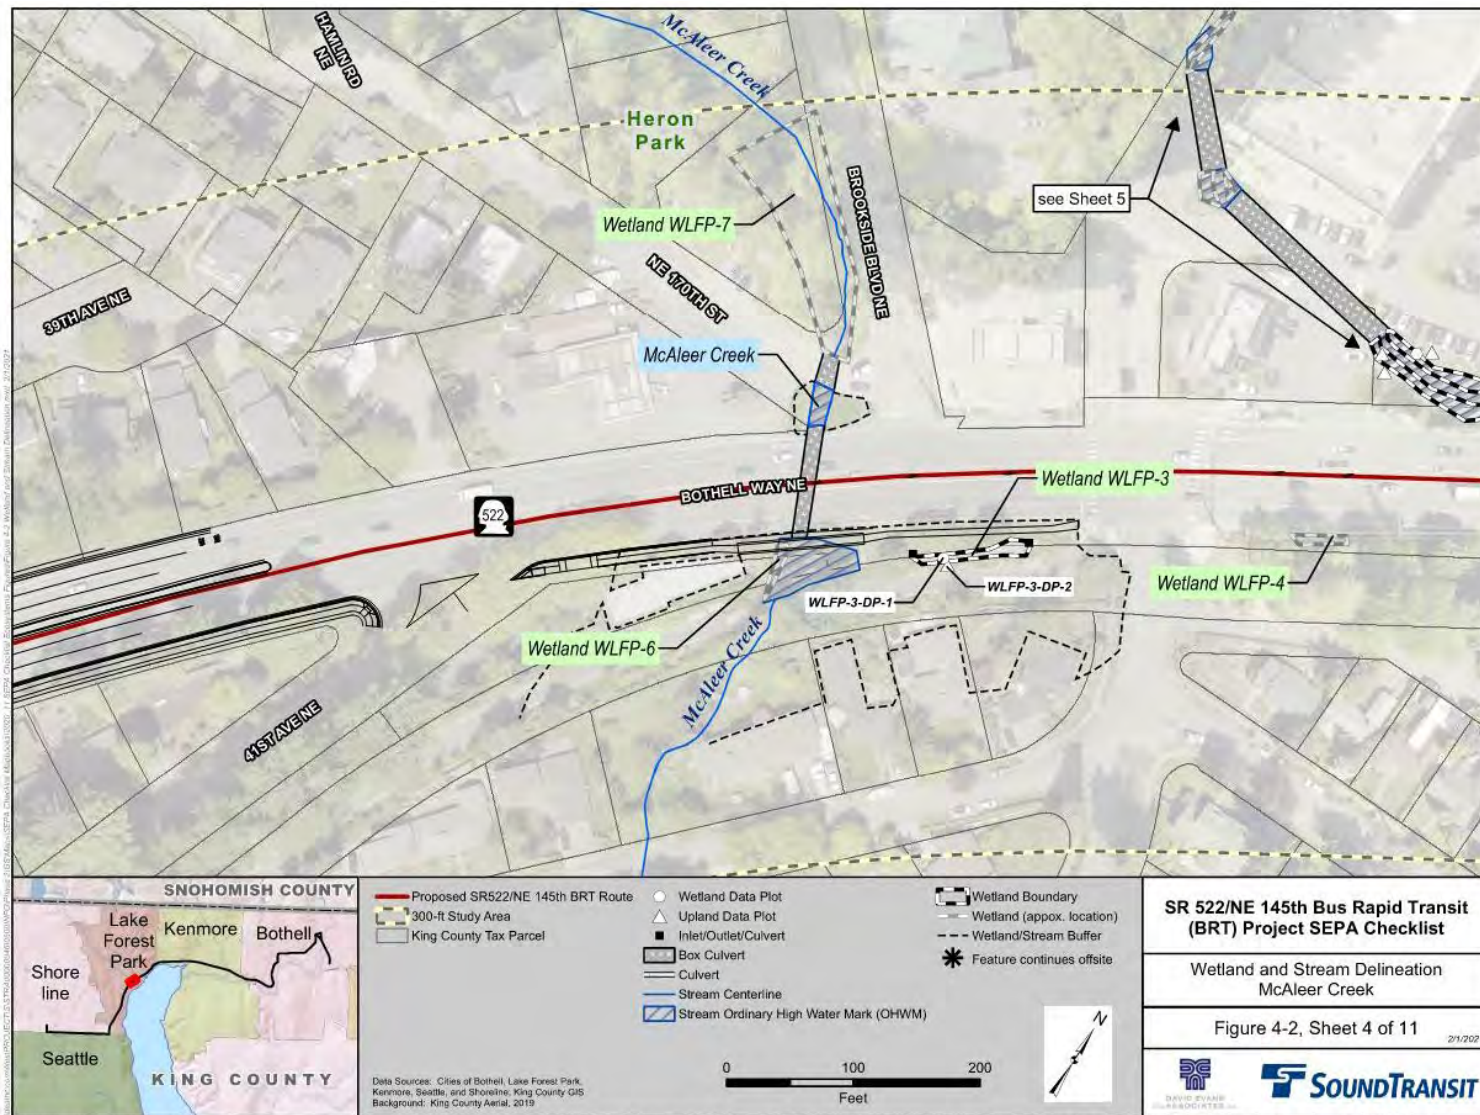 HAMLIN RD
NE
McAleer Creek
Heron
Park
BROOKSIDE BLVD NE
see Sheet 5
Wetland WLFP-7
NE 170TH ST
39TH AVE NE
McAleer Creek
BOTHELL WAY NE
Wetland WLFP-3
522
WLFP-3-DP-1
WLFP-3-DP-2
Wetland WLFP-4
Wetland WLFP-6
McAleer Creek
41ST AVE NE
SNOHOMISH COUNTY
Lake
Forest
Park
Kenmore
Bothell
Shore
line
Seattle
KING COUNTY
Proposed SR522/NE 145th BRT Route
300-ft Study Area
King County Tax Parcel
Wetland Data Plot
Upland Data Plot
Inlet/Outlet/Culvert
Box Culvert
Culvert
Stream Centerline
Stream Ordinary High Water Mark (OHWM)
Wetland Boundary
Wetland (appox. location)
Wetland/Stream Buffer
Feature continues offsite
Data Sources: Cities of Bothell, Lake Forest Park,
Kenmore, Seattle, and Shoreline, King County GIS
Background: King County Aerial, 2019
0 100 200
Feet
N
SR 522/NE 145th Bus Rapid Transit
(BRT) Project SEPA Checklist
Wetland and Stream Delineation
McAleer Creek
Figure 4-2, Sheet 4 of 11
2/1/202
DAVID EVANS
ASSOCIATES
SOUNDTRANSIT